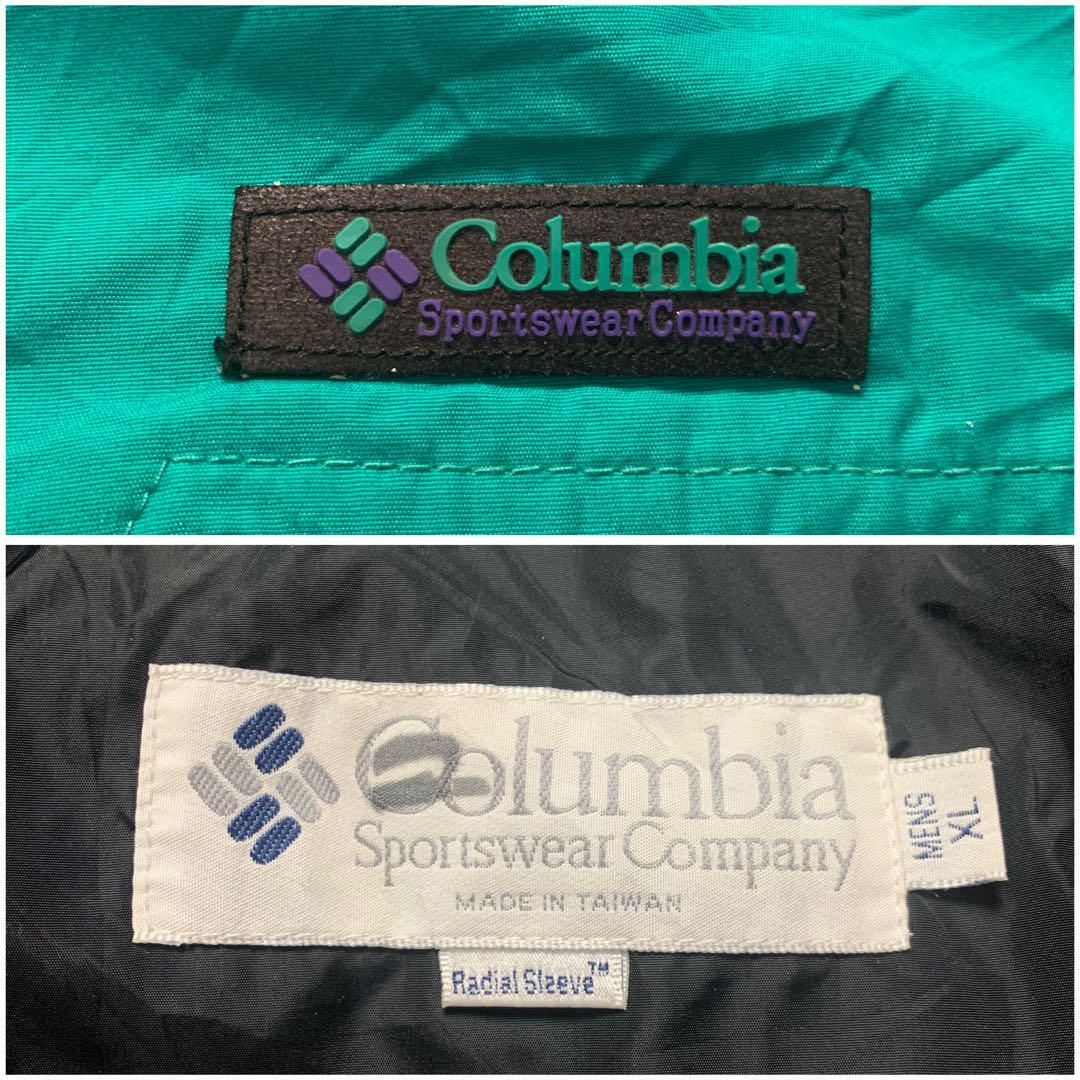 Columbia
Sportswear Company
Columbia
Sportswear Company
MADE IN TAIWAN
MENS
XL
Radial Sleeve™